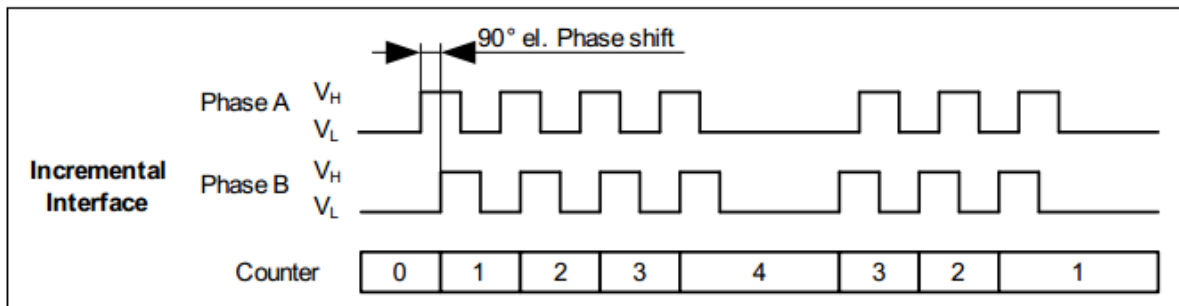 90° el. Phase shift
Phase A
V_H
V_L
Incremental
Interface
Phase B
V_H
V_L
Counter 0 1 2 3 4 3 2 1